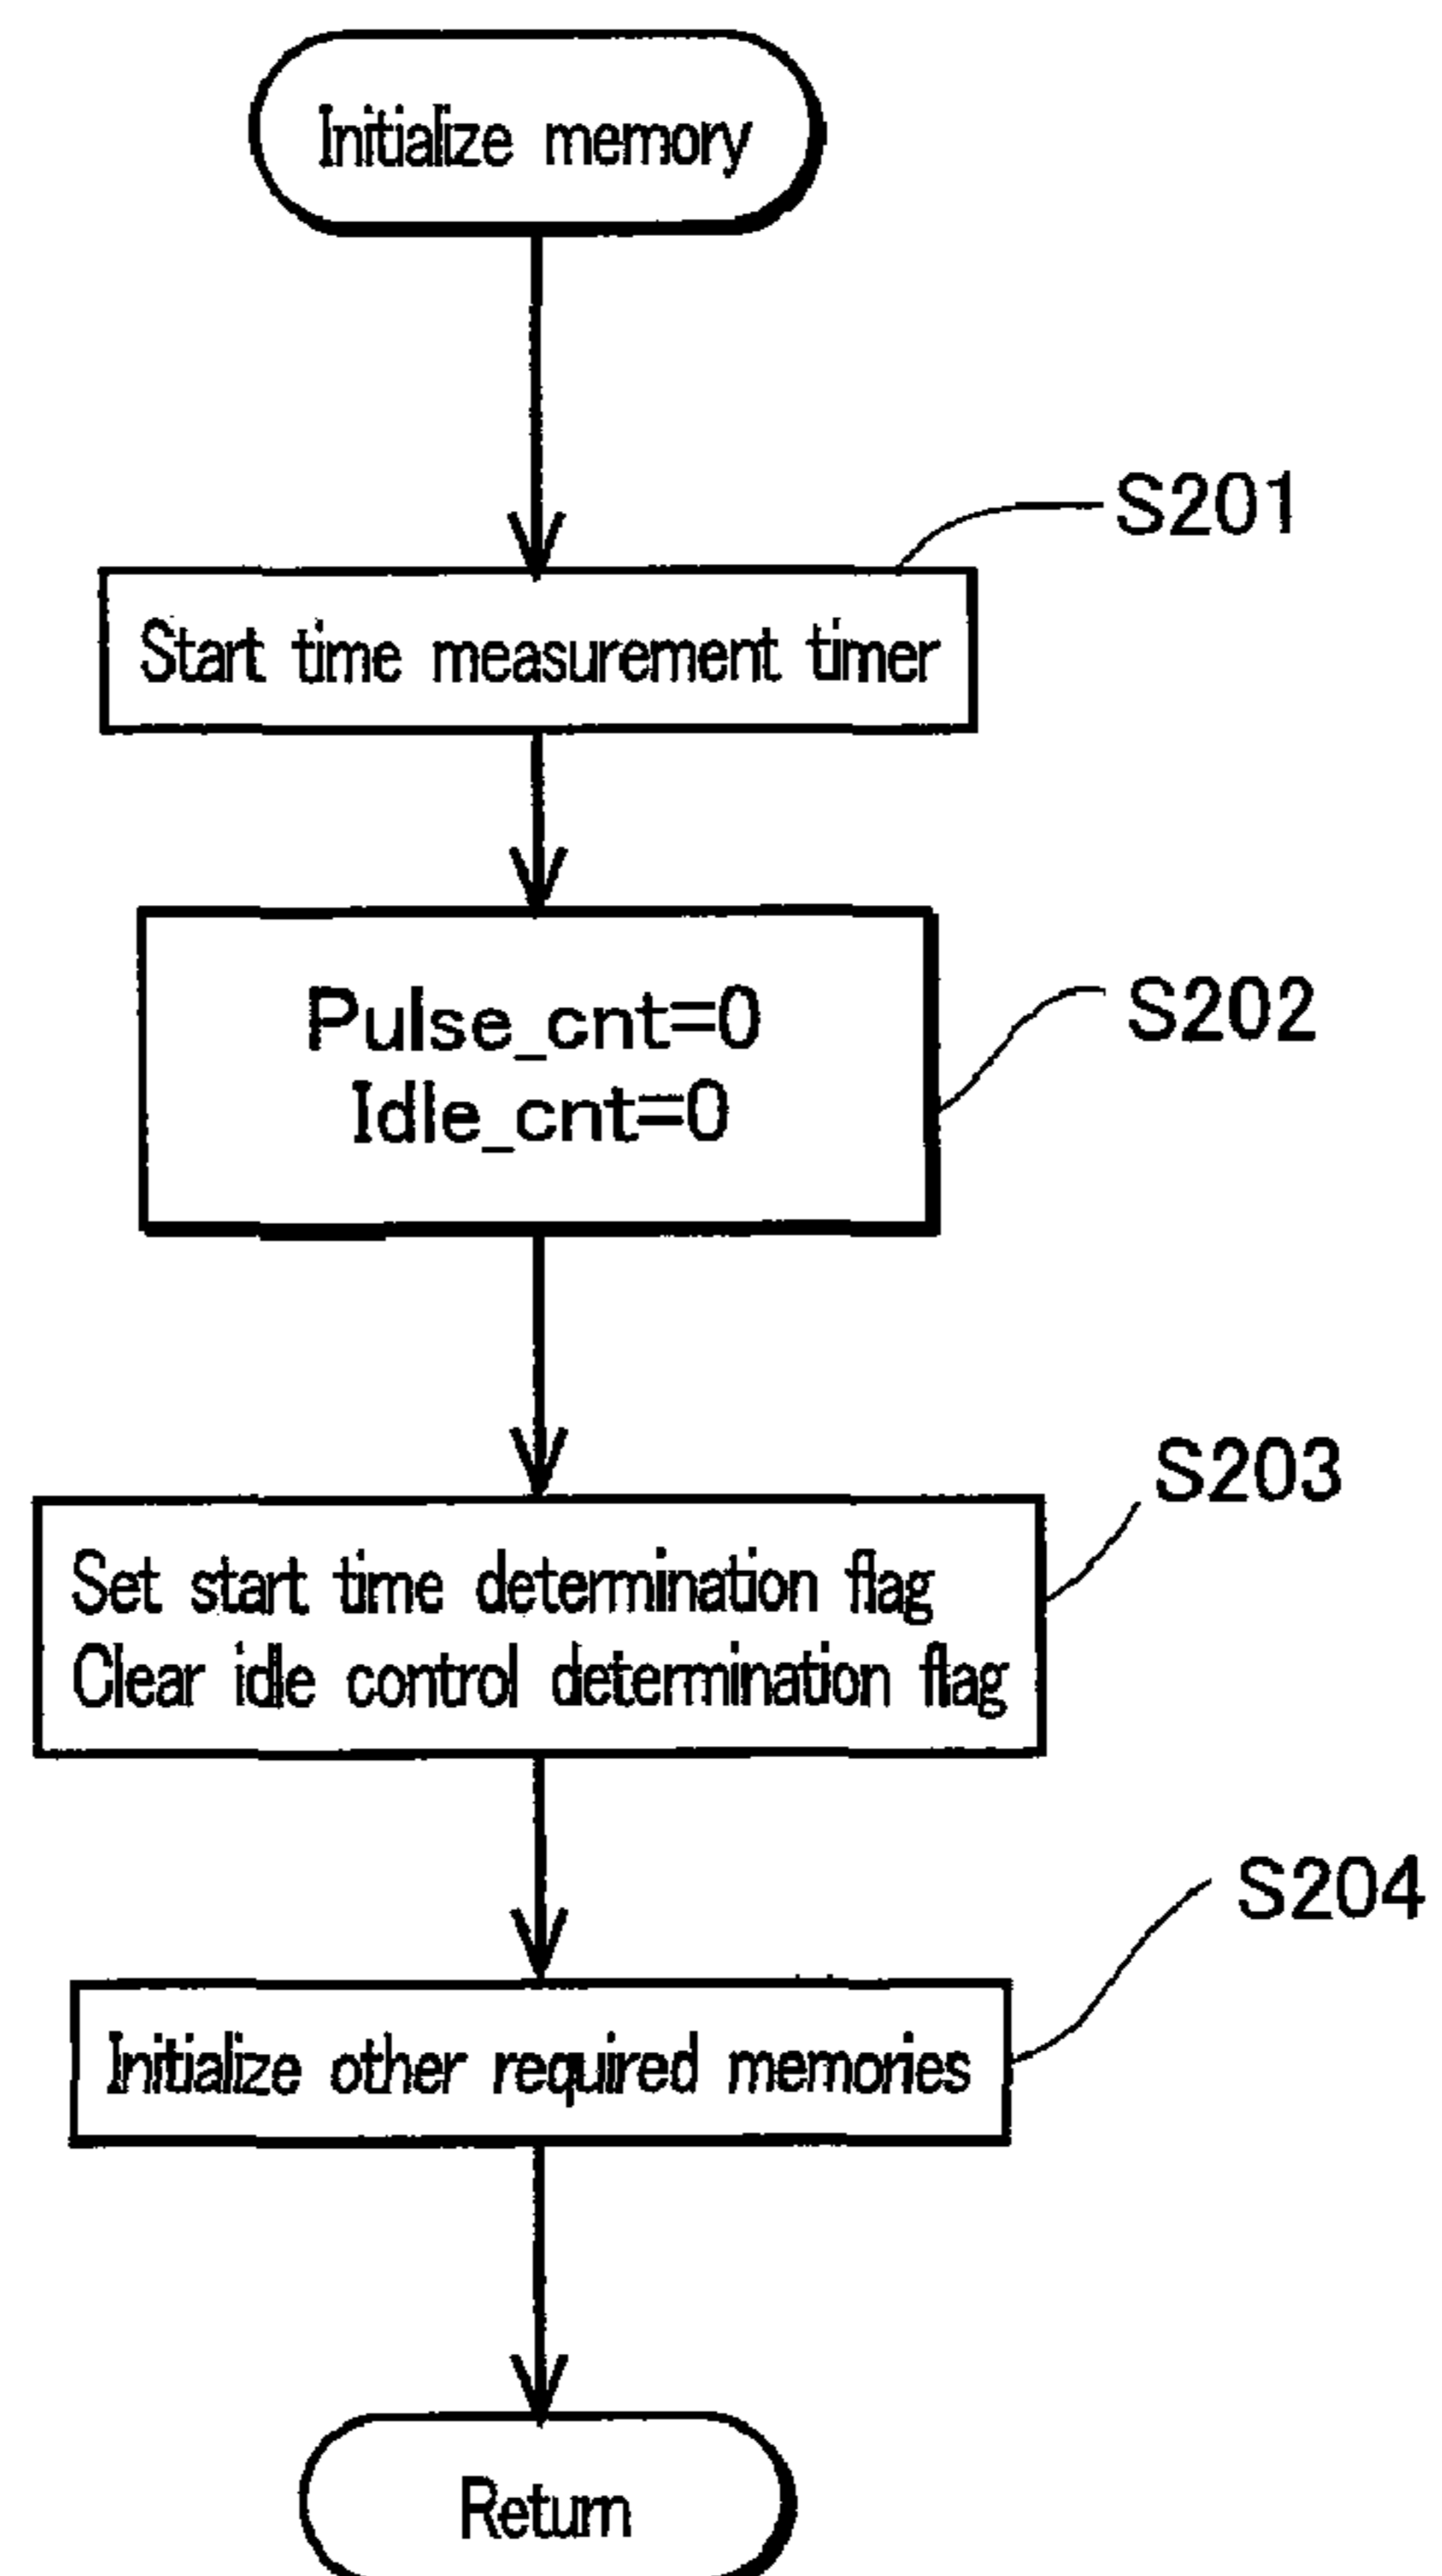 Initialize memory
S201
Start time measurement timer
Pulse_cnt=0
Idle_cnt=0
S202
S203
Set start time determination flag
Clear idle control determination flag
S204
Initialize other required memories
Return